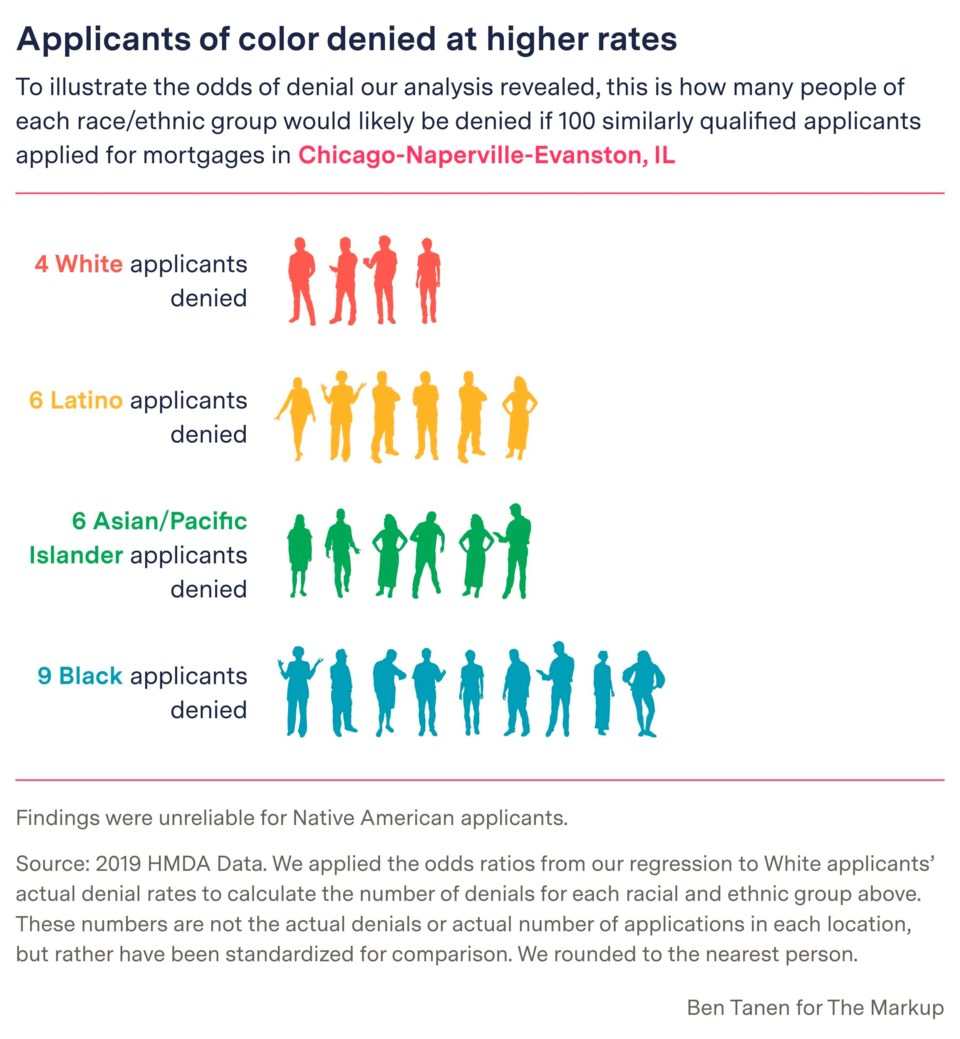 Applicants of color denied at higher rates
To illustrate the odds of denial our analysis revealed, this is how many people of
each race/ethnic group would likely be denied if 100 similarly qualified applicants
applied for mortgages in Chicago-Naperville-Evanston, IL
4 White applicants
denied
6 Latino applicants
denied
6 Asian/Pacific
Islander applicants
denied
9 Black applicants
denied
Findings were unreliable for Native American applicants.
Source: 2019 HMDA Data. We applied the odds ratios from our regression to White applicants’
actual denial rates to calculate the number of denials for each racial and ethnic group above.
These numbers are not the actual denials or actual number of applications in each location,
but rather have been standardized for comparison. We rounded to the nearest person.
Ben Tanen for The Markup